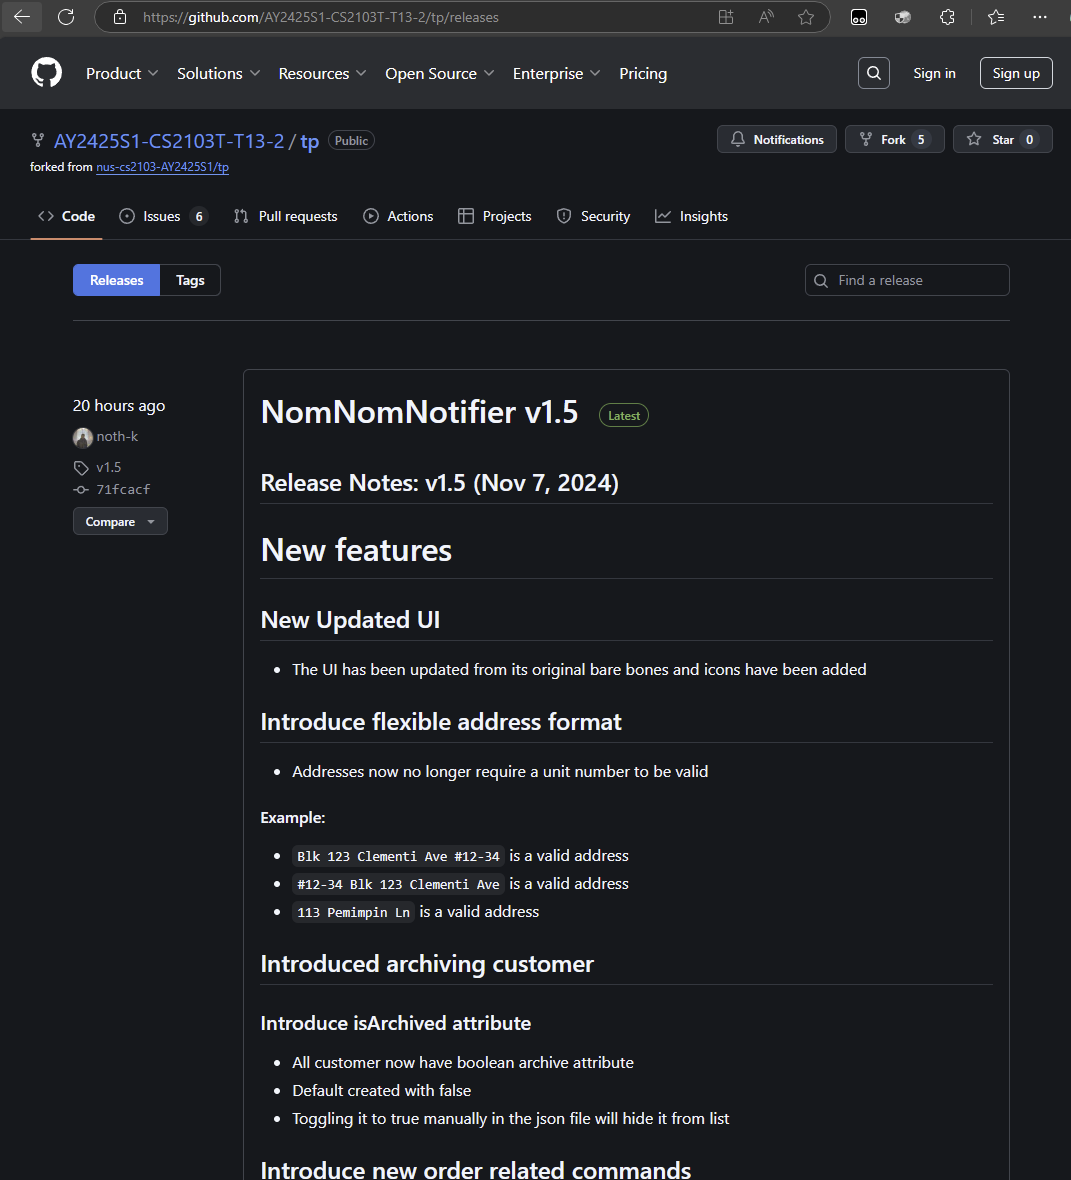 https://github.com/AY2425S1-CS2103T-T13-2/tp/releases
Product Solutions Resources Open Source Enterprise Pricing Sign in Sign up
AY2425S1-CS2103T-T13-2 / tp Public Notifications Fork 5 Star 0
forked from nus-cs2103-AY2425S1/tp
Code Issues 6 Pull requests Actions Projects Security Insights
Releases Tags Find a release
20 hours ago
noth-k
v1.5
71fcacf
Compare
NomNomNotifier v1.5 Latest
Release Notes: v1.5 (Nov 7, 2024)
New features
New Updated UI
• The UI has been updated from its original bare bones and icons have been added
Introduce flexible address format
• Addresses now no longer require a unit number to be valid
Example:
• Blk 123 Clementi Ave #12-34 is a valid address
• #12-34 Blk 123 Clementi Ave is a valid address
• 113 Pemimpin Ln is a valid address
Introduced archiving customer
Introduce isArchived attribute
• All customer now have boolean archive attribute
• Default created with false
• Toggling it to true manually in the json file will hide it from list
Introduce new order related commands